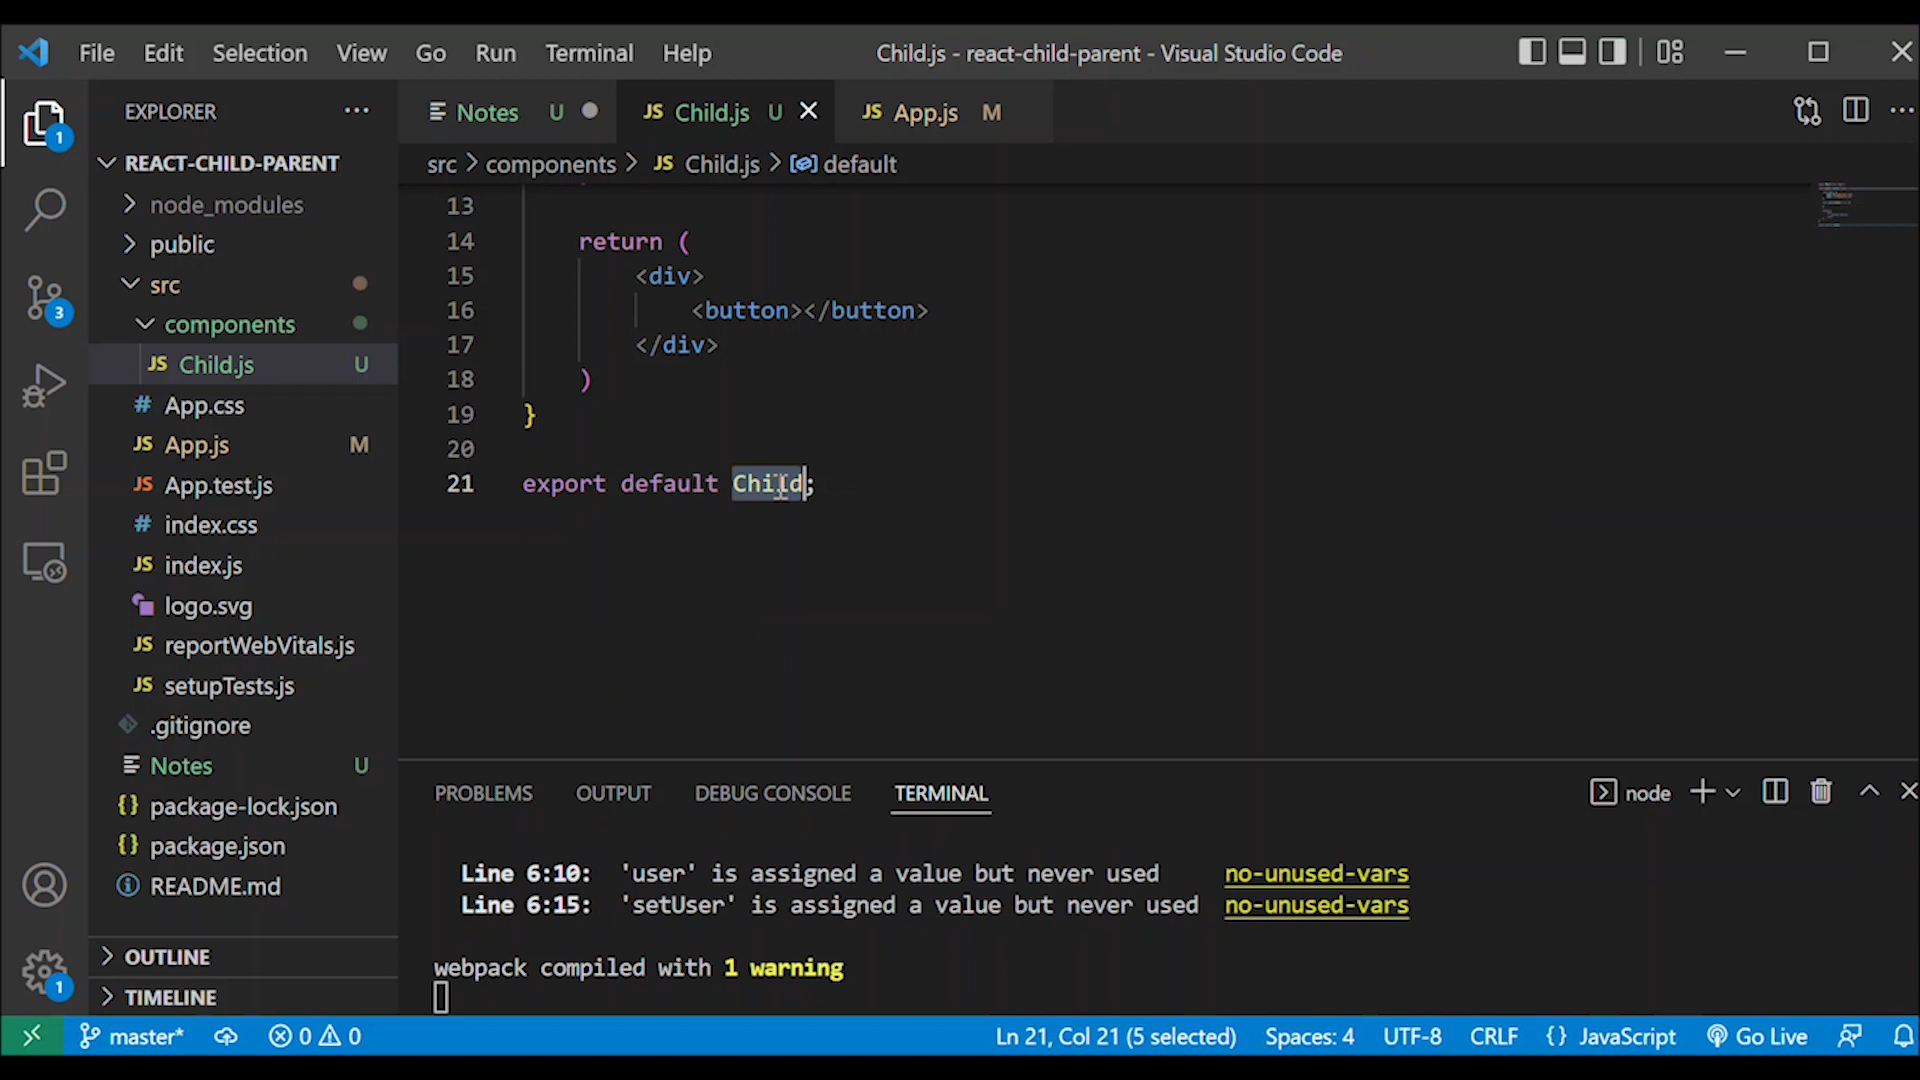 File Edit Selection View Go Run Terminal Help Child.js - react-child-parent - Visual Studio Code
EXPLORER
Notes U JS Child.js U JS App.js M
REACT-CHILD-PARENT
src > components > JS Child.js > default
node_modules
public
src
components
JS Child.js U
# App.css
JS App.js M
JS App.test.js
# index.css
JS index.js
logo.svg
JS reportWebVitals.js
JS setupTests.js
.gitignore
Notes U
{} package-lock.json
{} package.json
README.md
OUTLINE
TIMELINE
1
3
1
13
14 return (
15 <div>
16 <button></button>
17 </div>
18 )
19 }
20
21 export default Child;
PROBLEMS OUTPUT DEBUG CONSOLE TERMINAL node
Line 6:10: 'user' is assigned a value but never used no-unused-vars
Line 6:15: 'setUser' is assigned a value but never used no-unused-vars
webpack compiled with 1 warning
master* 0 0 Ln 21, Col 21 (5 selected) Spaces: 4 UTF-8 CRLF {} JavaScript Go Live